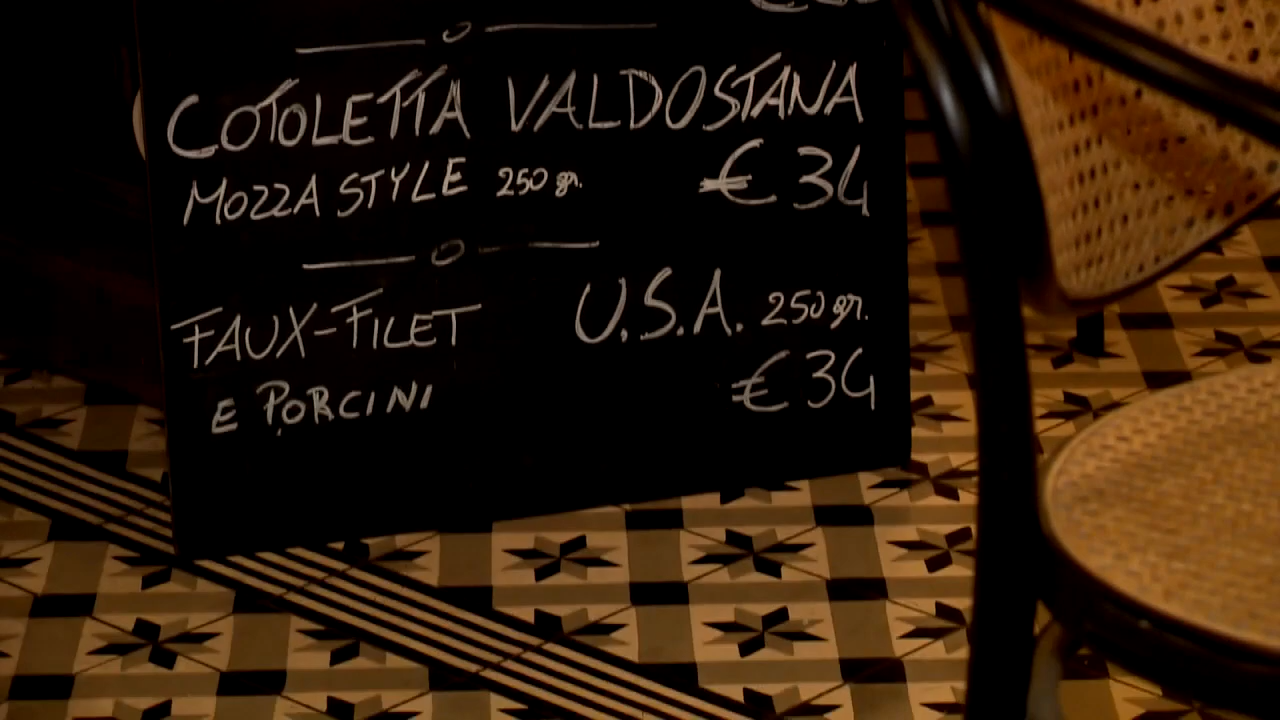 COTOLETTA VALDOSTANA
MOZZA STYLE 250 gr. € 34
FAUX-FILET U.S.A. 250 gr.
E PORCINI € 34